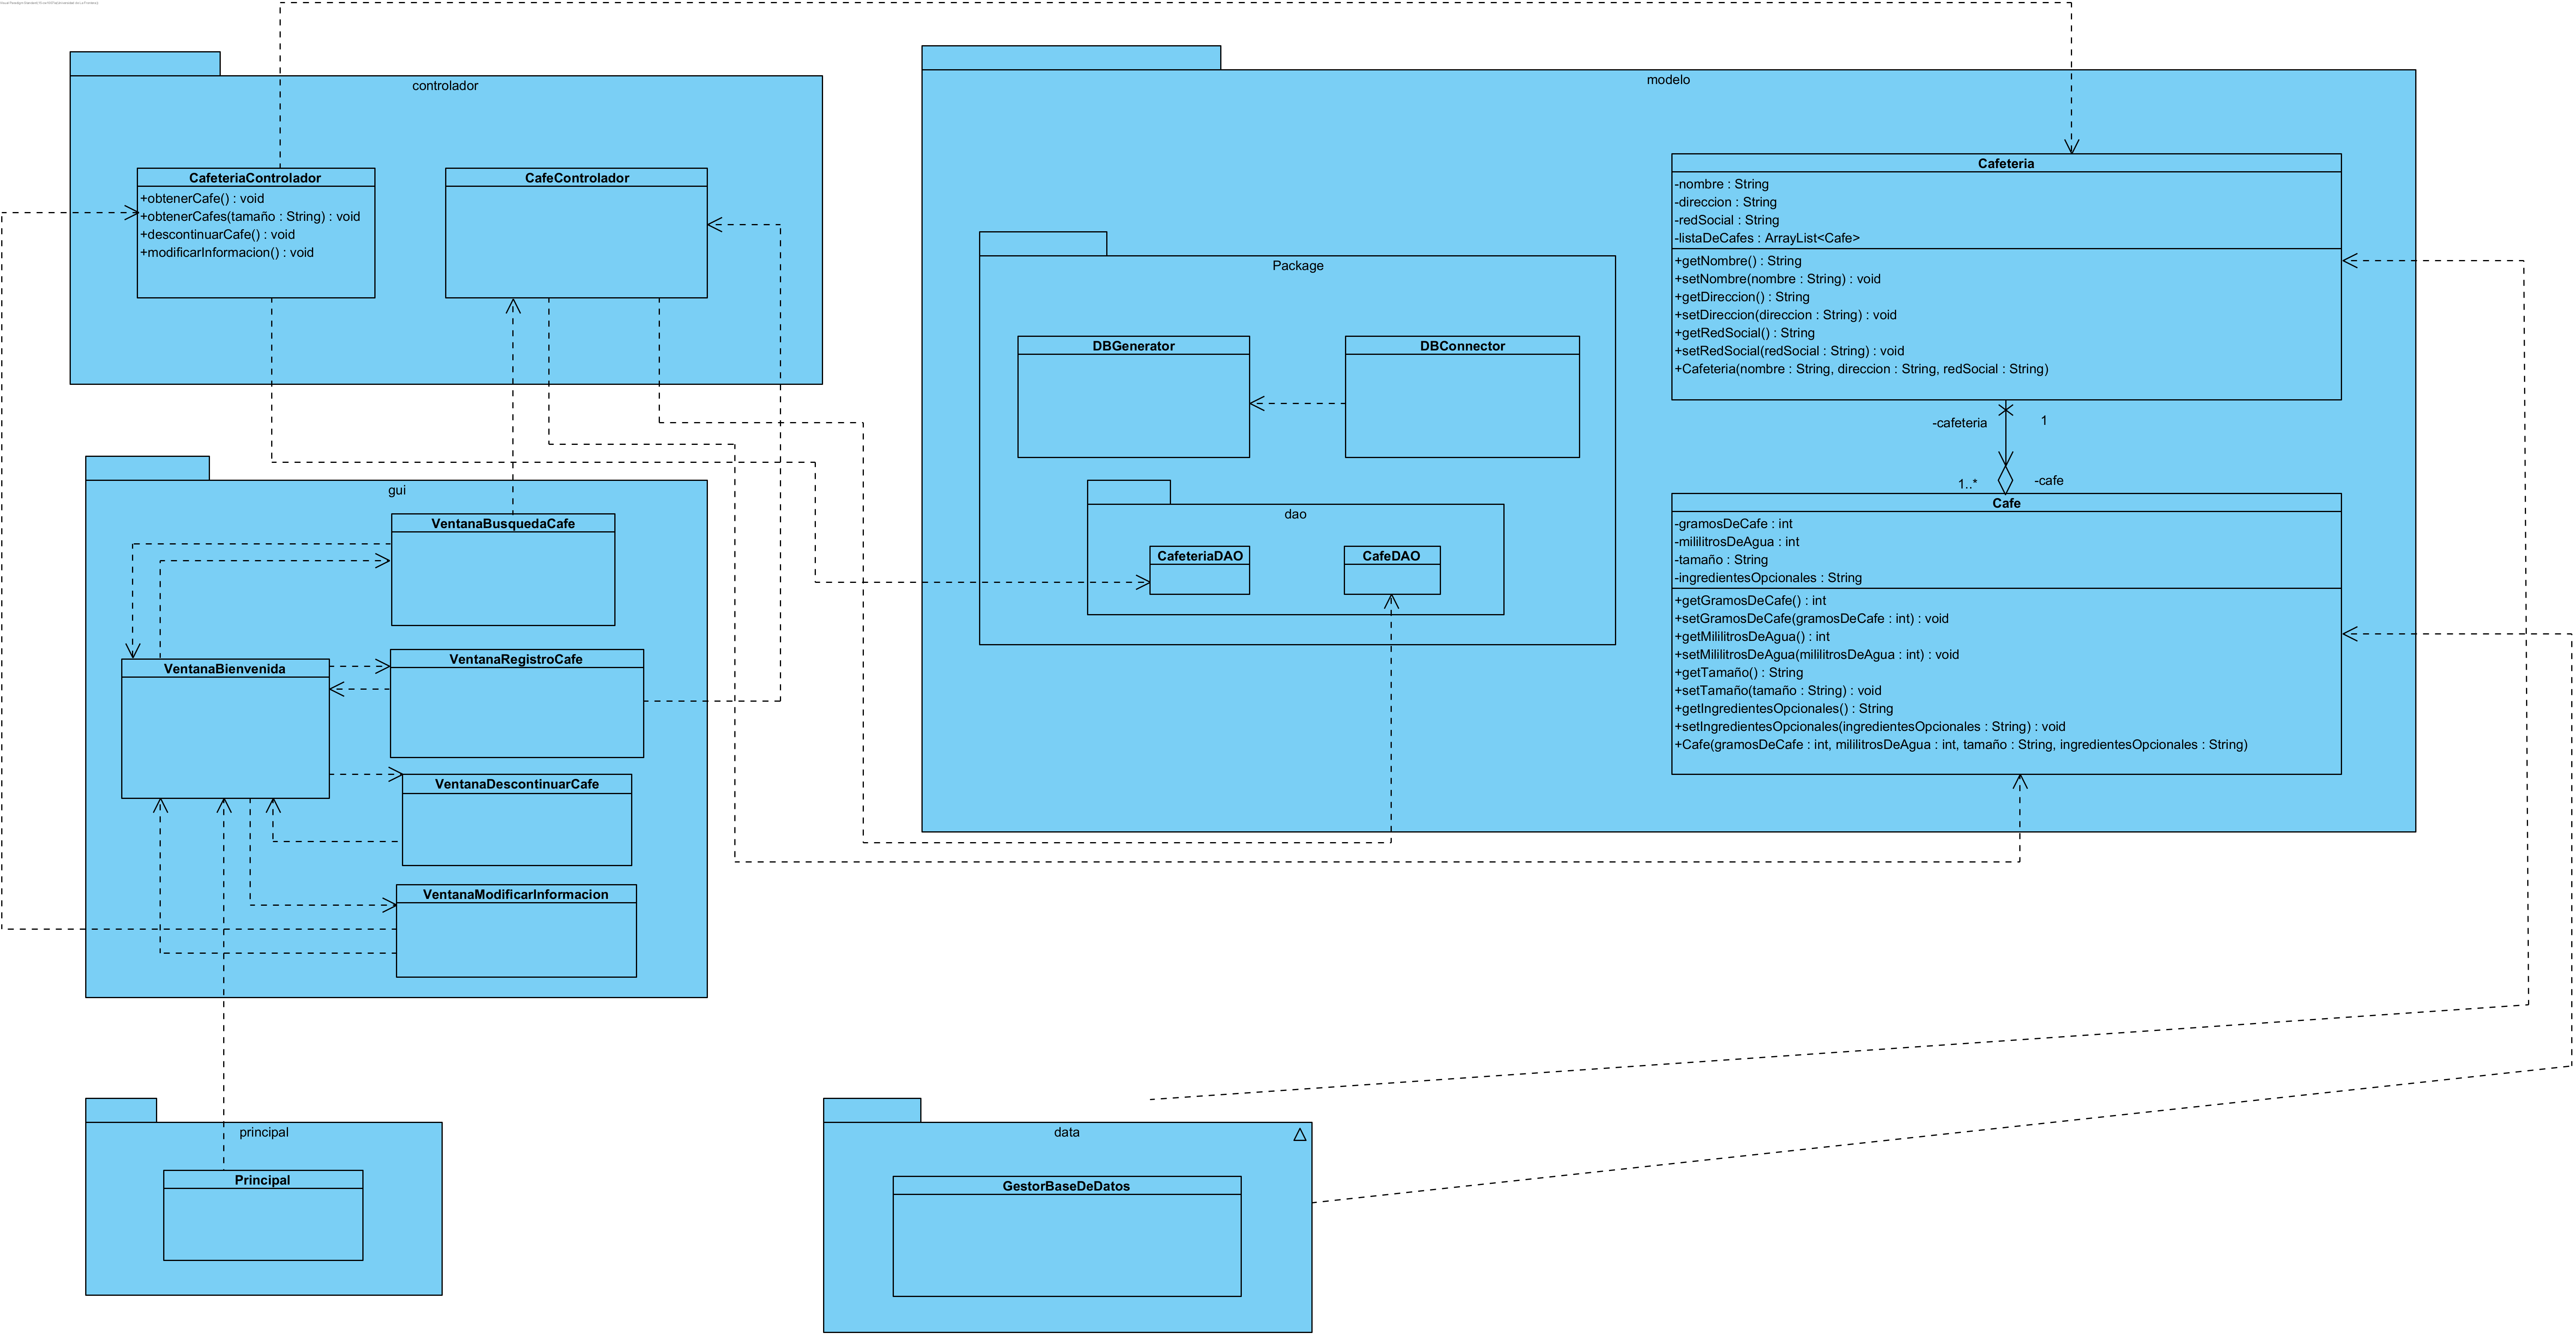 controlador
CafeteriaControlador
+obtenerCafe() : void
+obtenerCafes(tamaño : String) : void
+descontinuarCafe() : void
+modificarInformacion() : void
CafeControlador
modelo
Cafeteria
-nombre : String
-direccion : String
-redSocial : String
-listaDeCafes : ArrayList<Cafe>
+getNombre() : String
+setNombre(nombre : String) : void
+getDireccion() : String
+setDireccion(direccion : String) : void
+getRedSocial() : String
+setRedSocial(redSocial : String) : void
+Cafeteria(nombre : String, direccion : String, redSocial : String)
-cafeteria
1
1..*
-cafe
Cafe
-gramosDeCafe : int
-mililitrosDeAgua : int
-tamaño : String
-ingredientesOpcionales : String
+getGramosDeCafe() : int
+setGramosDeCafe(gramosDeCafe : int) : void
+getMililitrosDeAgua() : int
+setMililitrosDeAgua(mililitrosDeAgua : int) : void
+getTamaño() : String
+setTamaño(tamaño : String) : void
+getIngredientesOpcionales() : String
+setIngredientesOpcionales(ingredientesOpcionales : String) : void
+Cafe(gramosDeCafe : int, mililitrosDeAgua : int, tamaño : String, ingredientesOpcionales : String)
Package
DBGenerator
DBConnector
dao
CafeteriaDAO
CafeDAO
gui
VentanaBusquedaCafe
VentanaBienvenida
VentanaRegistroCafe
VentanaDescontinuarCafe
VentanaModificarInformacion
principal
Principal
data
GestorBaseDeDatos